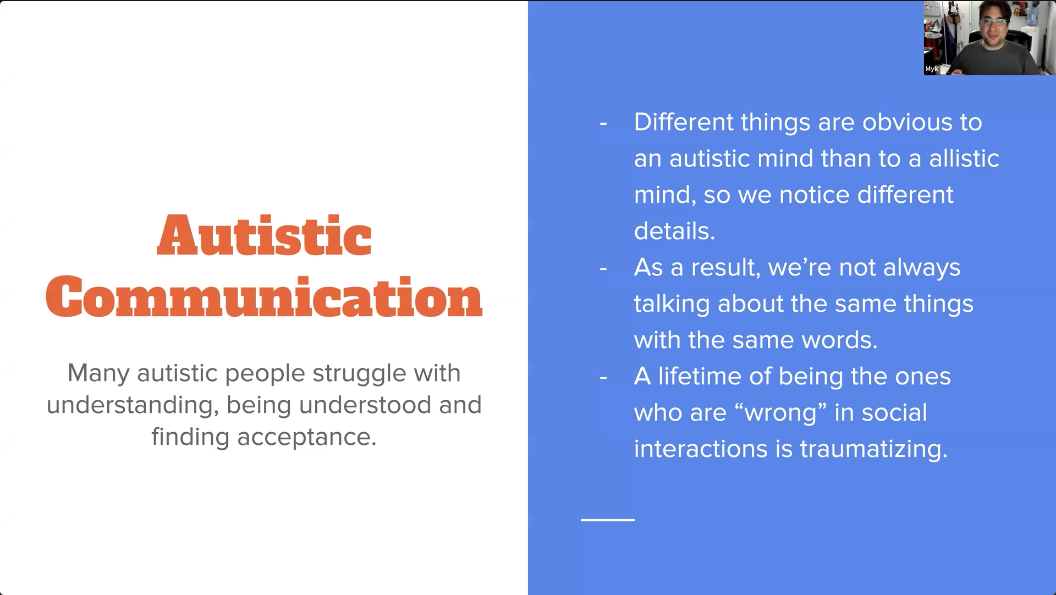 Autistic
Communication
Many autistic people struggle with
understanding, being understood and
finding acceptance.
- Different things are obvious to
an autistic mind than to a allistic
mind, so we notice different
details.
- As a result, we’re not always
talking about the same things
with the same words.
- A lifetime of being the ones
who are “wrong” in social
interactions is traumatizing.